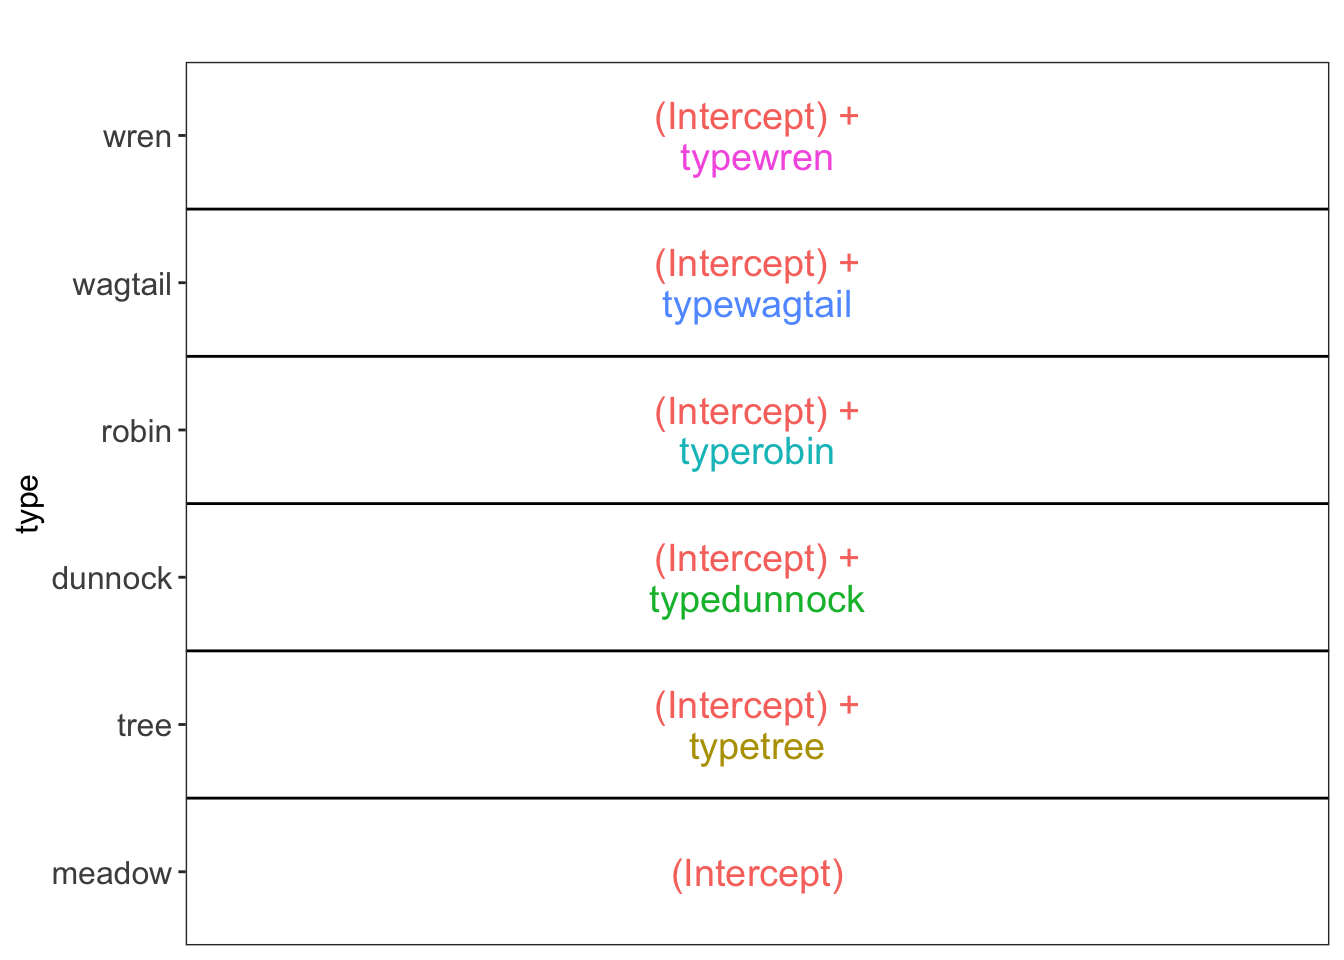 wren
(Intercept) +
typewren
wagtail
(Intercept) +
typewagtail
robin
(Intercept) +
typerobin
type
dunnock
(Intercept) +
typedunnock
tree
(Intercept) +
typetree
meadow
(Intercept)